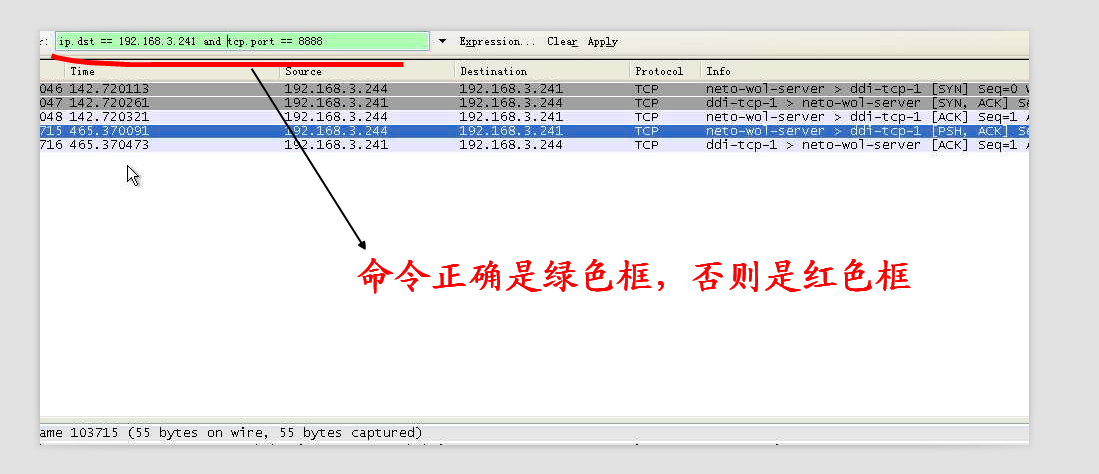 r: ip.dst == 192.168.3.241 and tcp.port == 8888 Expression... Clear Apply
Time Source Destination Protocol Info
046 142.720113 192.168.3.244 192.168.3.241 TCP neto-wol-server > ddi-tcp-1 [SYN] Seq=0 W
047 142.720261 192.168.3.241 192.168.3.244 TCP ddi-tcp-1 > neto-wol-server [SYN, ACK] Se
048 142.720321 192.168.3.244 192.168.3.241 TCP neto-wol-server > ddi-tcp-1 [ACK] Seq=1 A
715 465.370091 192.168.3.244 192.168.3.241 TCP neto-wol-server > ddi-tcp-1 [PSH, ACK] Se
716 465.370473 192.168.3.241 192.168.3.244 TCP ddi-tcp-1 > neto-wol-server [ACK] Seq=1 A
命令正确是绿色框，否则是红色框
ame 103715 (55 bytes on wire, 55 bytes captured)